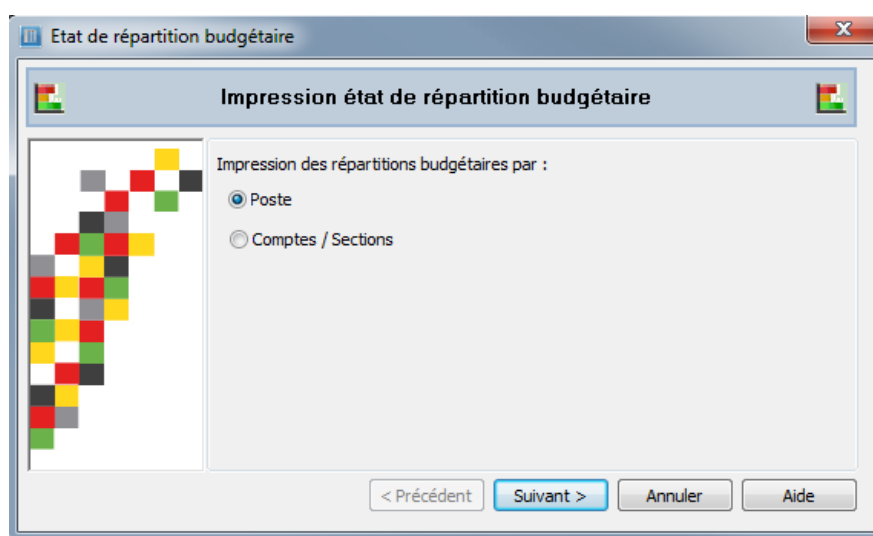 Etat de répartition budgétaire
x
Impression état de répartition budgétaire
Impression des répartitions budgétaires par :
Poste
Comptes / Sections
< Précédent Suivant > Annuler Aide